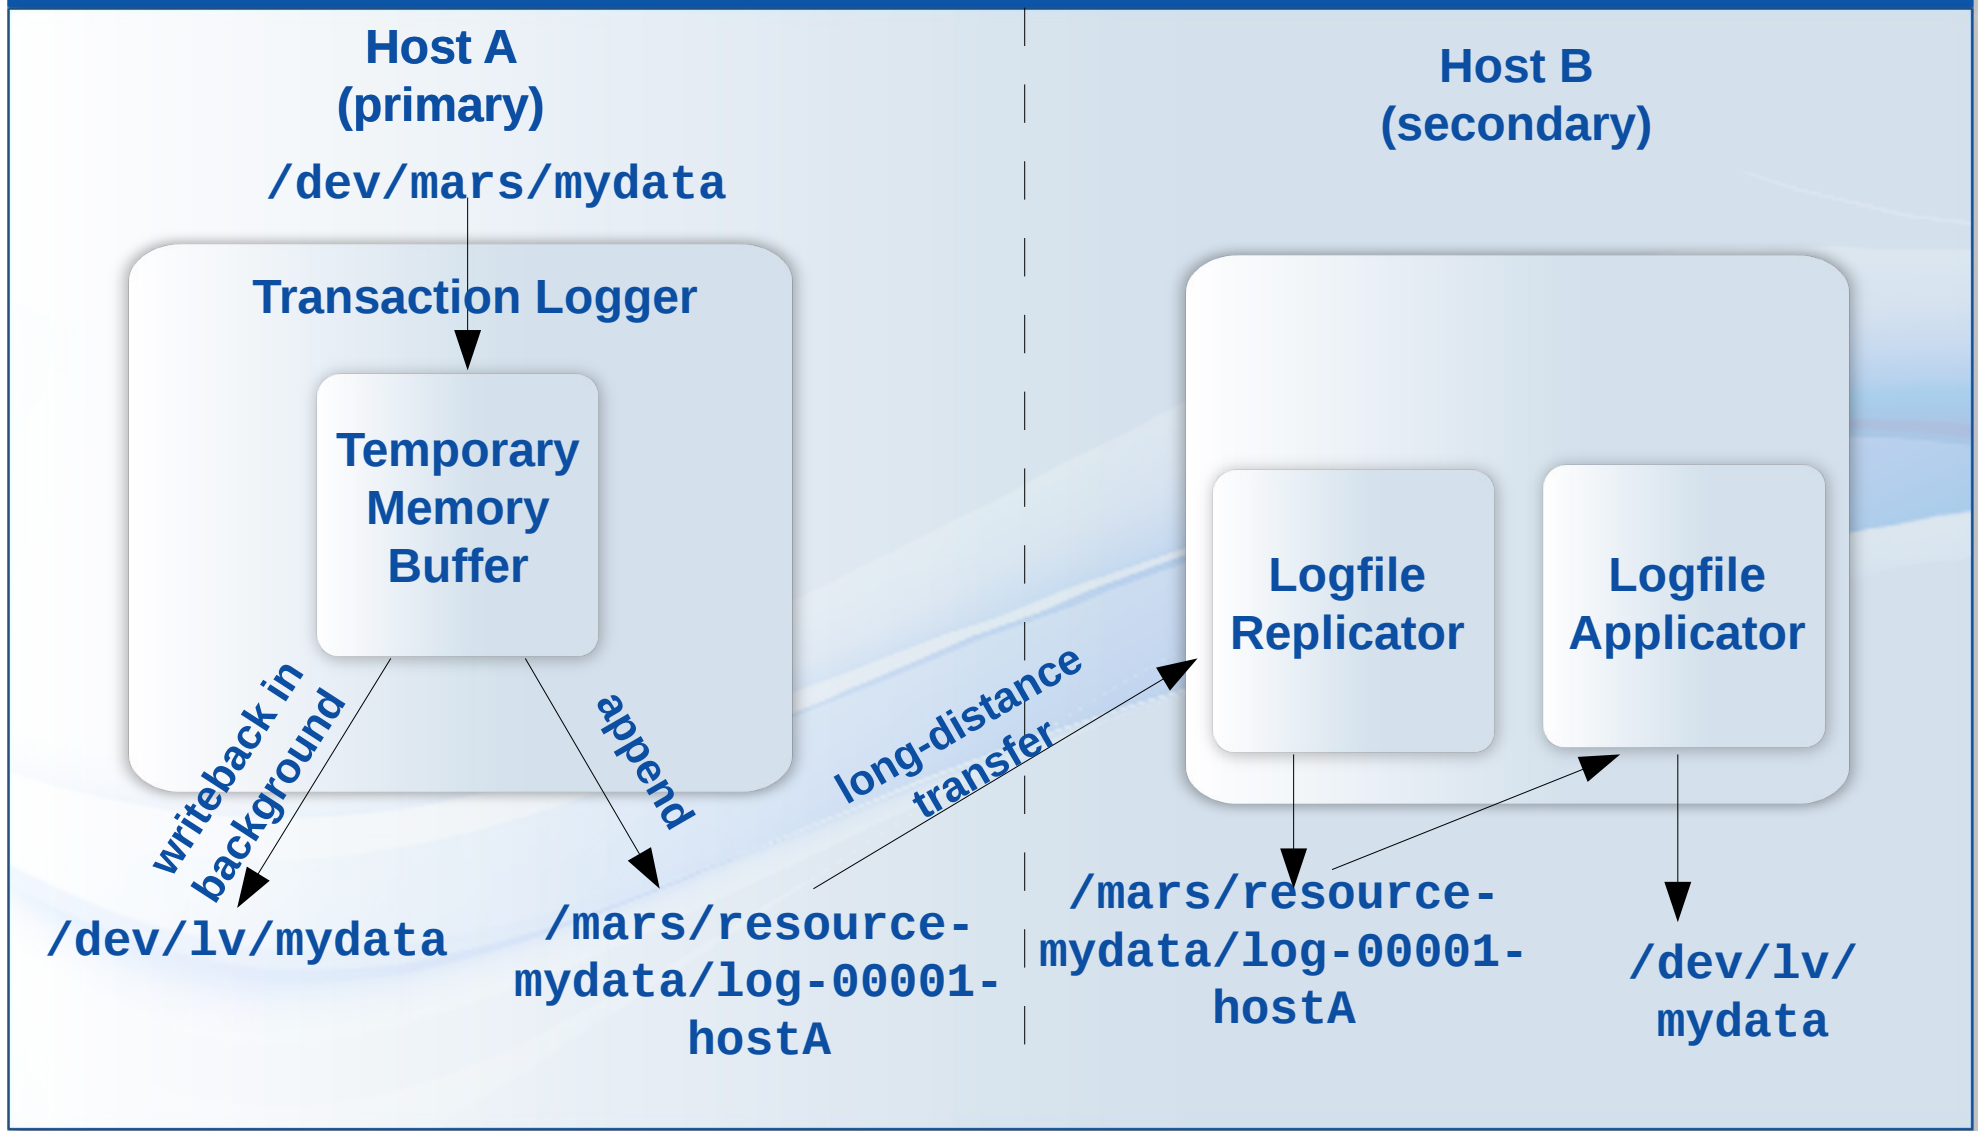 Host A
(primary)
/dev/mars/mydata
Transaction Logger
Temporary
Memory
Buffer
writeback in
background
append
/dev/lv/mydata
/mars/resource-
mydata/log-00001-
hostA
long-distance
transfer
Host B
(secondary)
Logfile
Replicator
Logfile
Applicator
/mars/resource-
mydata/log-00001-
hostA
/dev/lv/
mydata